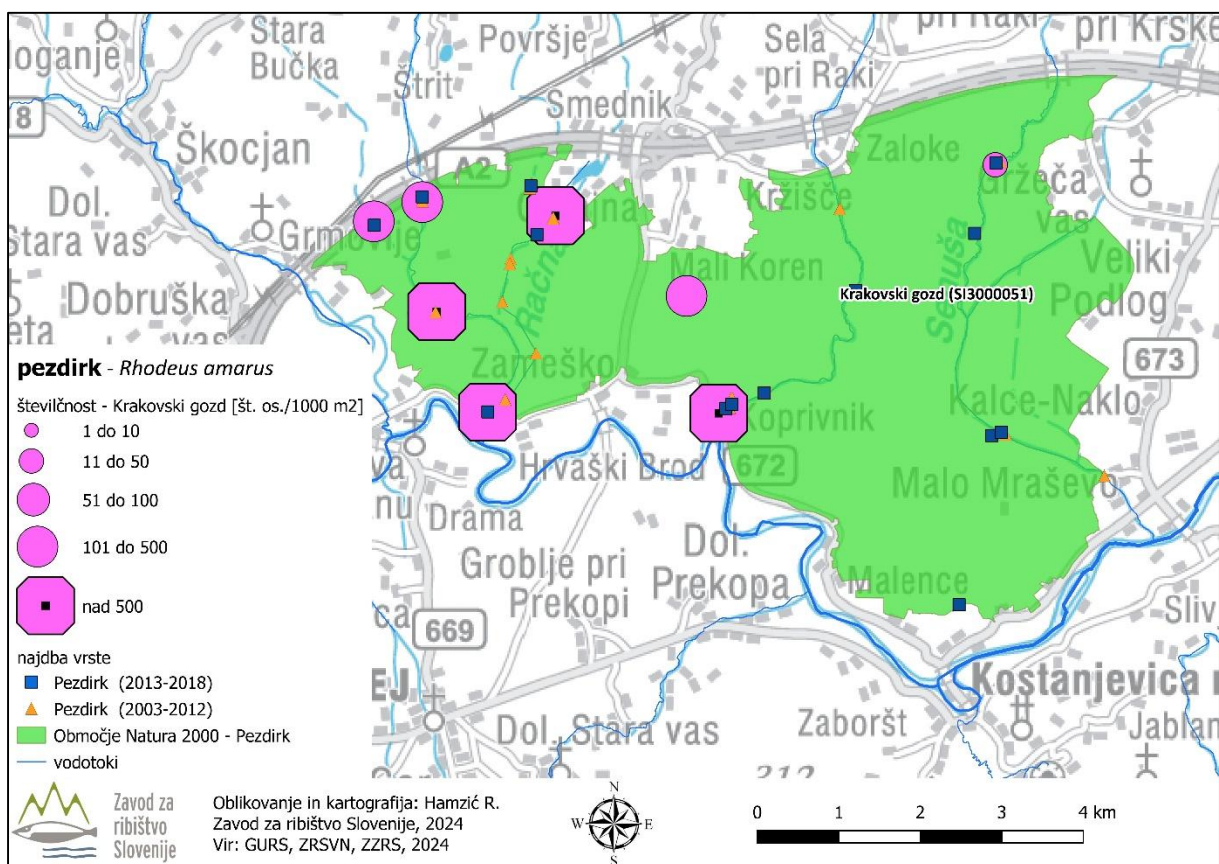 pri Raki
pri Krške
Stara
Bučka
Površje
Sela
pri Raki
Štrit
Smednik
8
Škocjan
A2
Zaloke
Gržeča
vas
Dol.
Stara vas
Križišče
Dobruška
vas
Račna
Mali Koren
Senuša
Veliki
Podlog
Krakovski gozd (SI3000051)
673
Zameško
Koprivnik
Kalce-Naklo
Hrvaški Brod
672
Malo Mraševo
Drama
Groblje pri
Prekopi
Dol.
Prekopa
Malence
669
Kostanjevica n
Zaboršt
Dol. Stara vas
Jablan
212
pezdirk - Rhodeus amarus
številčnost - Krakovski gozd [št. os./1000 m2]
1 do 10
11 do 50
51 do 100
101 do 500
nad 500
najdba vrste
Pezdirk (2013-2018)
Pezdirk (2003-2012)
Območje Natura 2000 - Pezdirk
vodotoki
Zavod za
ribištvo
Slovenije
Oblikovanje in kartografija: Hamzić R.
Zavod za ribištvo Slovenije, 2024
Vir: GURS, ZRSVN, ZZRS, 2024
N
W E
S
0 1 2 3 4 km